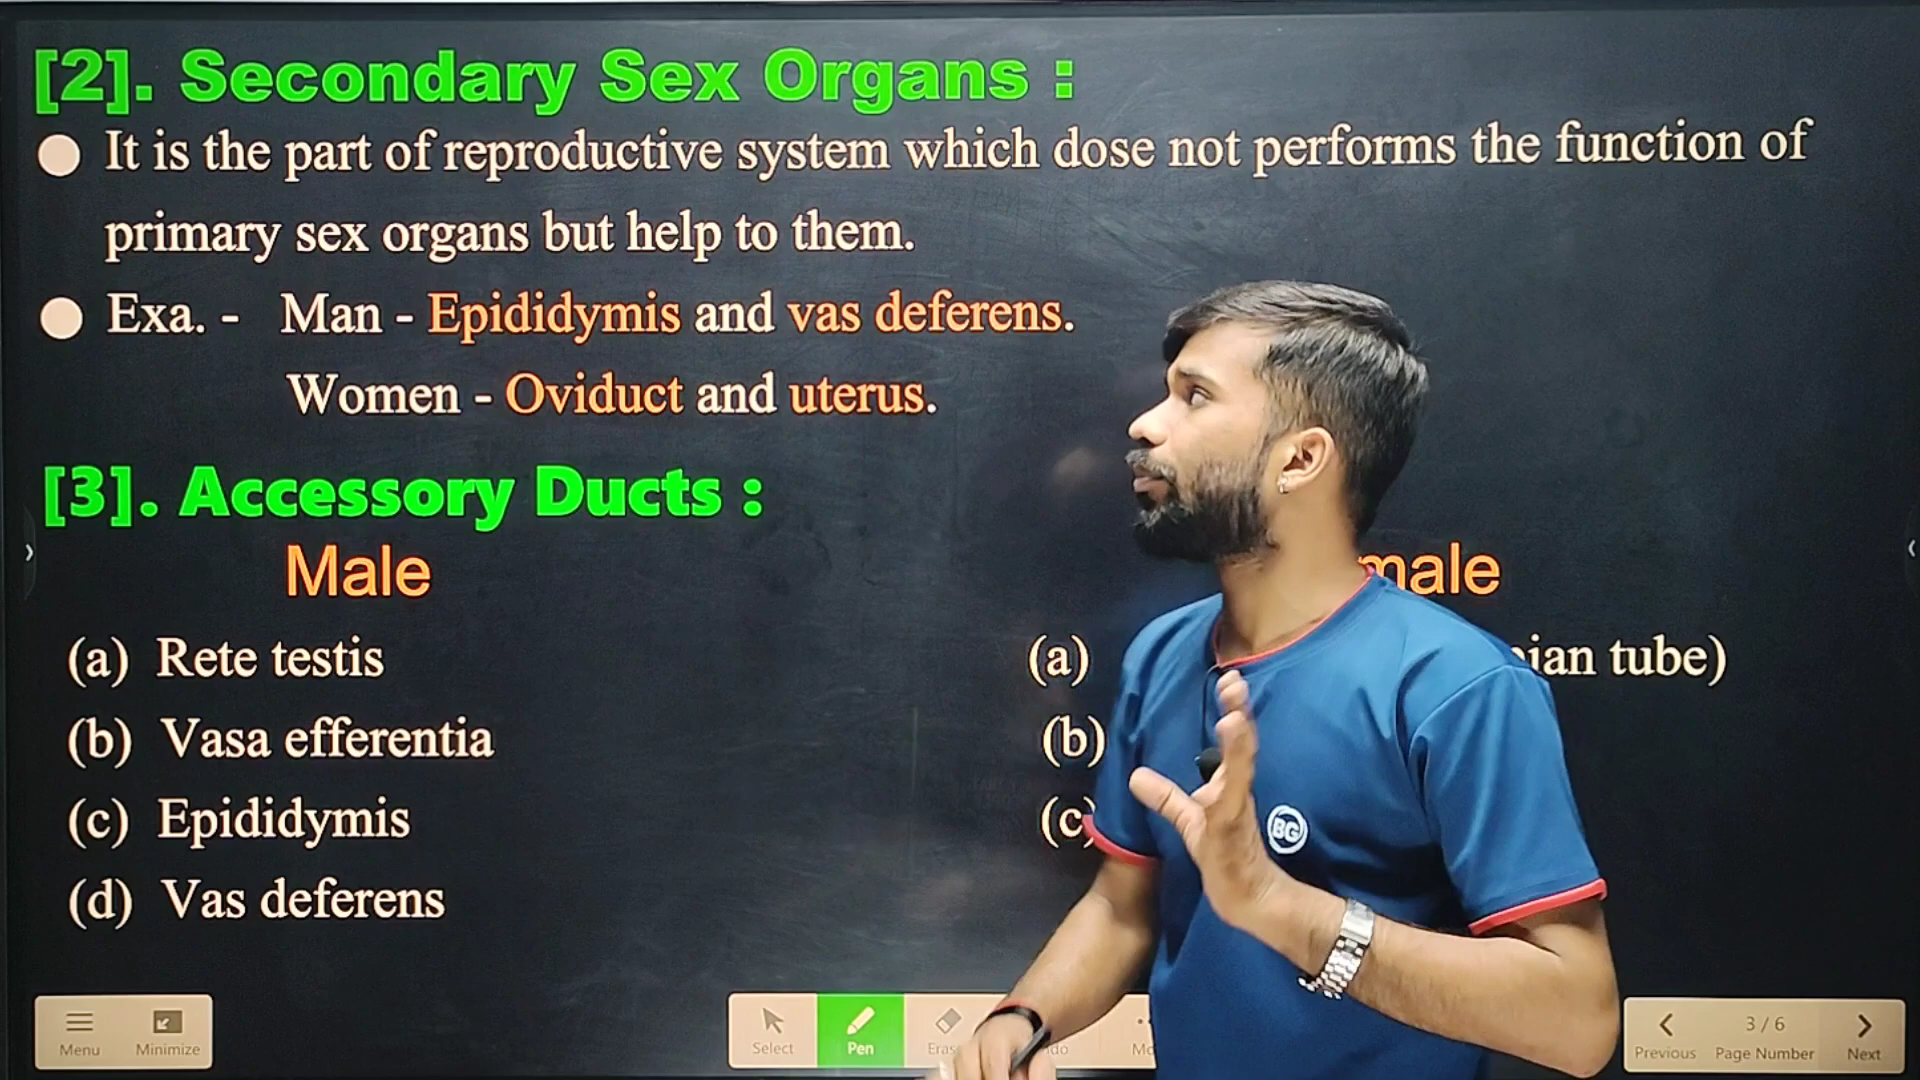 [2]. Secondary Sex Organs :
It is the part of reproductive system which dose not performs the function of
primary sex organs but help to them.
Exa. - Man - Epididymis and vas deferens.
Women - Oviduct and uterus.
[3]. Accessory Ducts :
Male
male
(a) Rete testis
(a) ian tube)
(b) Vasa efferentia
(b)
(c) Epididymis
(c)
(d) Vas deferens
BG
Menu
Minimize
Select
Pen
Previous
3 / 6
Page Number
Next